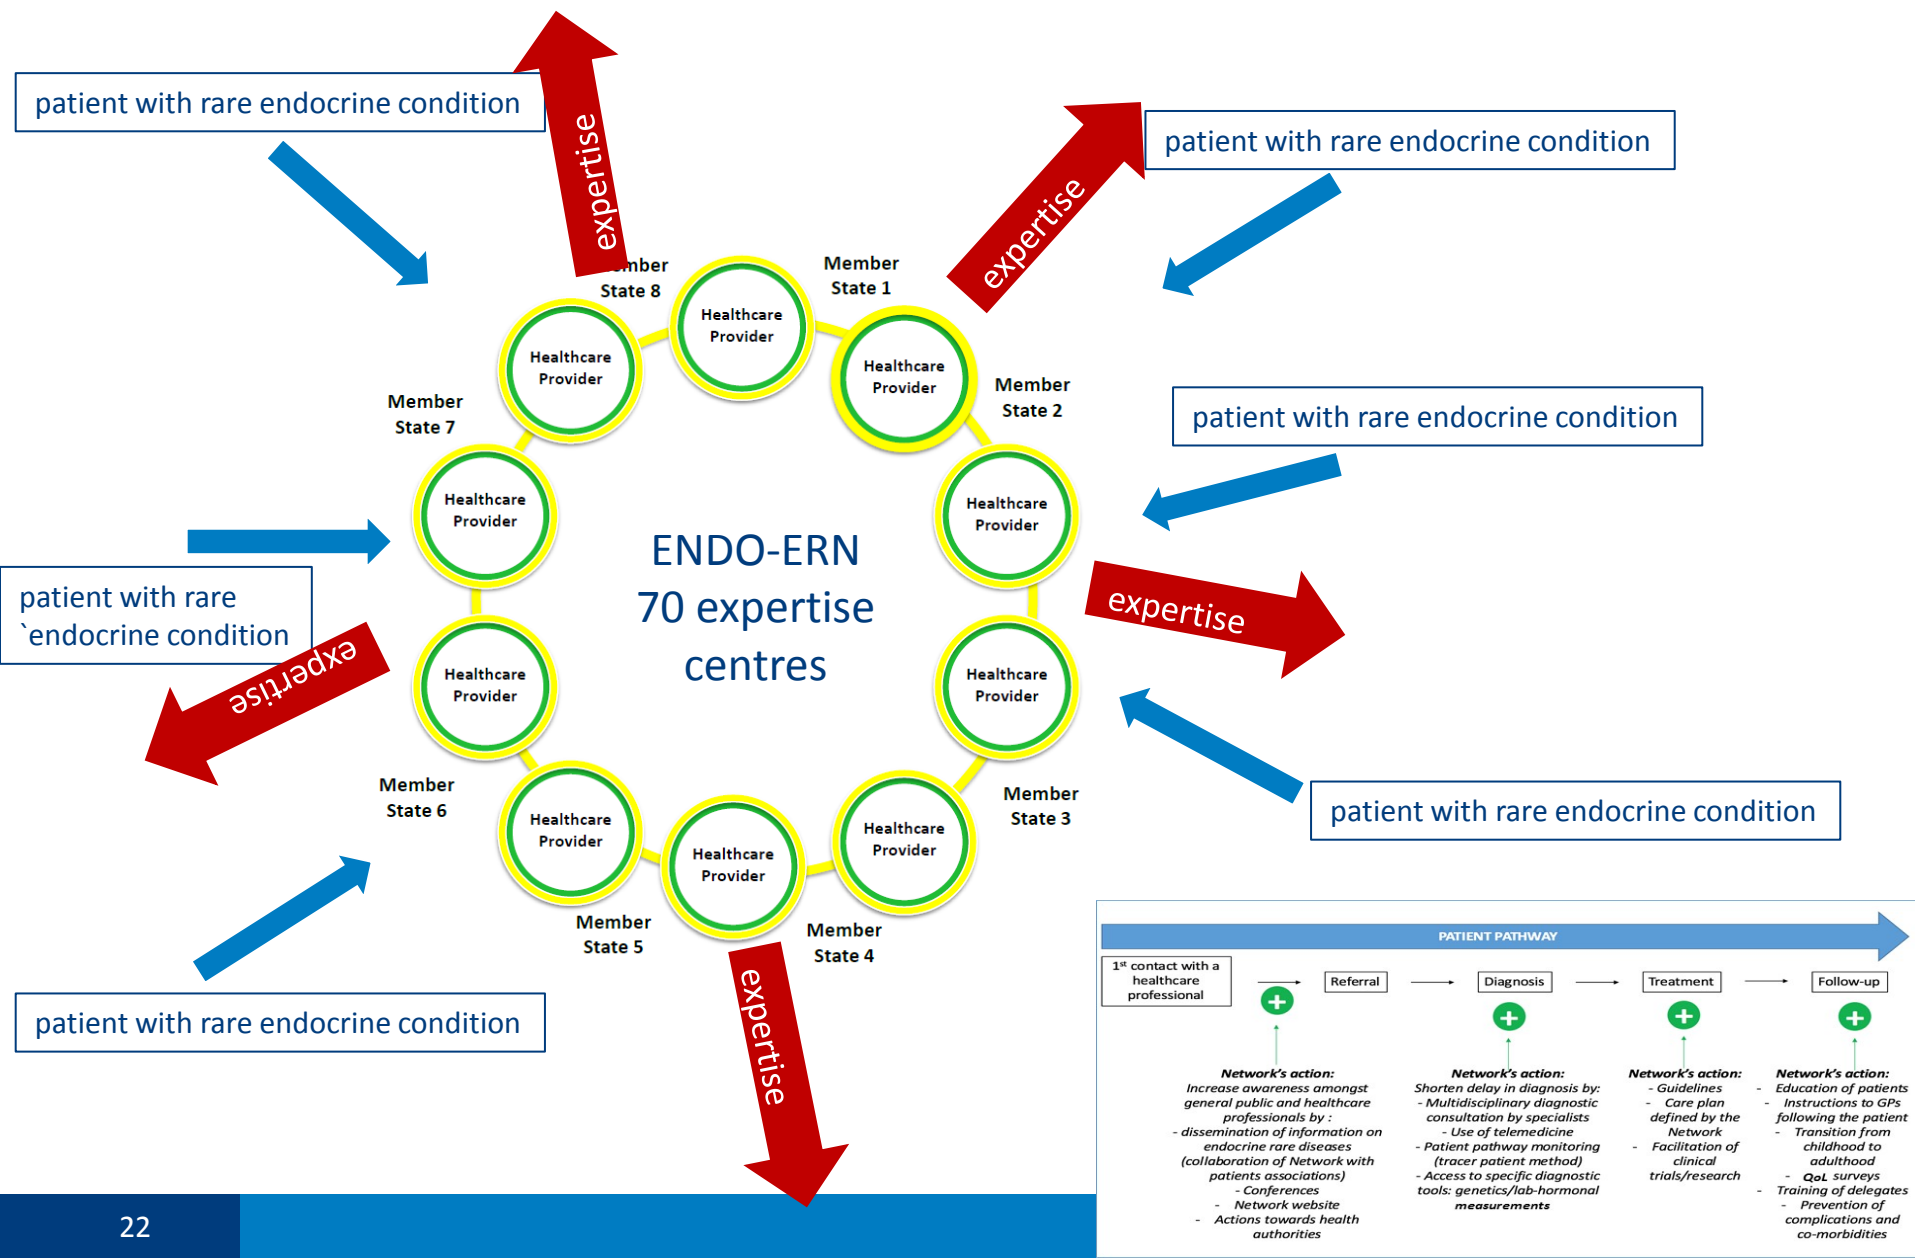 patient with rare endocrine condition
expertise
patient with rare endocrine condition
expertise
State 8
Member
State 1
Healthcare
Provider
Healthcare
Provider
Healthcare
Provider
Member
State 2
Member
State 7
patient with rare endocrine condition
Healthcare
Provider
Healthcare
Provider
ENDO-ERN
70 expertise
centres
patient with rare
`endocrine condition
expertise
expertise
Healthcare
Provider
Healthcare
Provider
Member
State 6
Member
State 3
patient with rare endocrine condition
Healthcare
Provider
Healthcare
Provider
Healthcare
Provider
Member
State 5
Member
State 4
expertise
patient with rare endocrine condition
PATIENT PATHWAY
1st contact with a
healthcare
professional
Referral
Diagnosis
Treatment
Follow-up
Network's action:
Increase awareness amongst
general public and healthcare
professionals by :
- dissemination of information on
endocrine rare diseases
(collaboration of Network with
patients associations)
- Conferences
- Network website
- Actions towards health
authorities
Network's action:
Shorten delay in diagnosis by:
- Multidisciplinary diagnostic
consultation by specialists
- Use of telemedicine
- Patient pathway monitoring
(tracer patient method)
- Access to specific diagnostic
tools: genetics/lab-hormonal
measurements
Network's action:
- Guidelines
- Care plan
defined by the
Network
- Facilitation of
clinical
trials/research
Network's action:
- Education of patients
- Instructions to GPs
following the patient
- Transition from
childhood to
adulthood
- QoL surveys
- Training of delegates
- Prevention of
complications and
co-morbidities
22